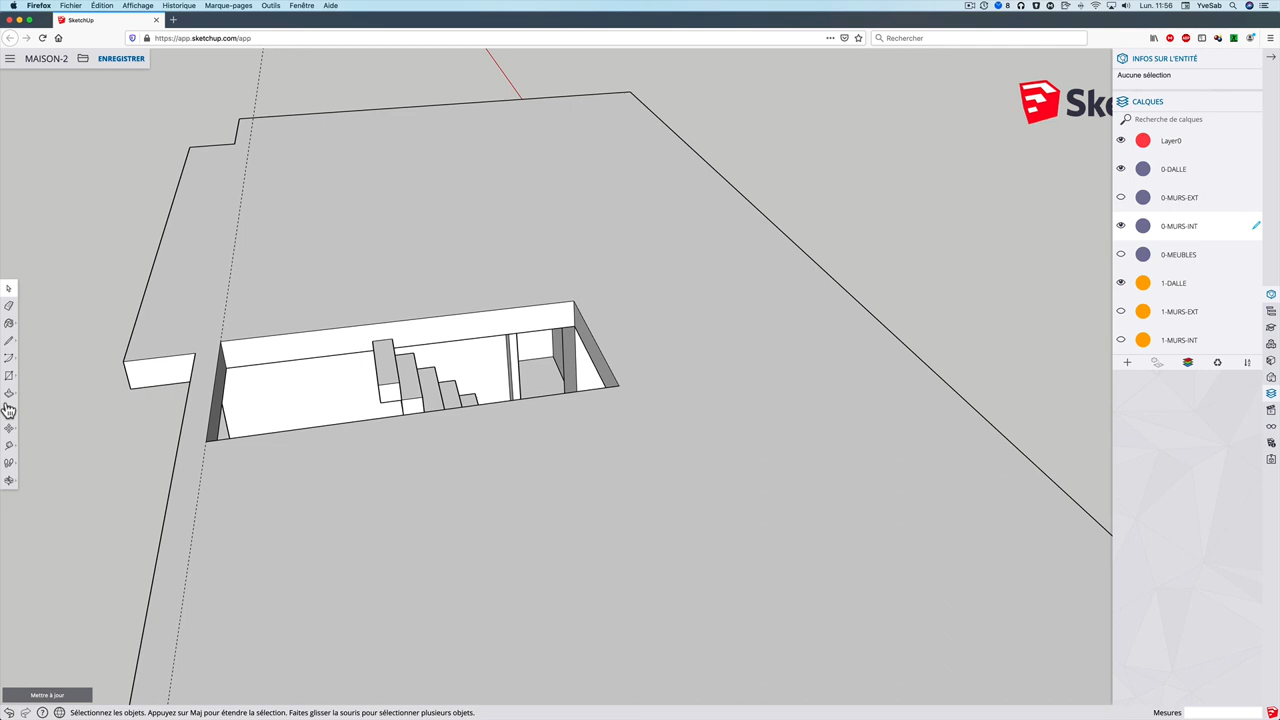 Firefox Fichier Édition Affichage Historique Marque-pages Outils Fenêtre Aide
8 Lun. 11:56 YveSab
SketchUp
https://app.sketchup.com/app
Rechercher
MAISON-2 ENREGISTRER
INFOS SUR L'ENTITÉ
Aucune sélection
CALQUES
Recherche de calques
Layer0
0-DALLE
0-MURS-EXT
0-MURS-INT
0-MEUBLES
1-DALLE
1-MURS-EXT
1-MURS-INT
Ske
Mettre à jour
Sélectionnez les objets. Appuyez sur Maj pour étendre la sélection. Faites glisser la souris pour sélectionner plusieurs objets.
Mesures